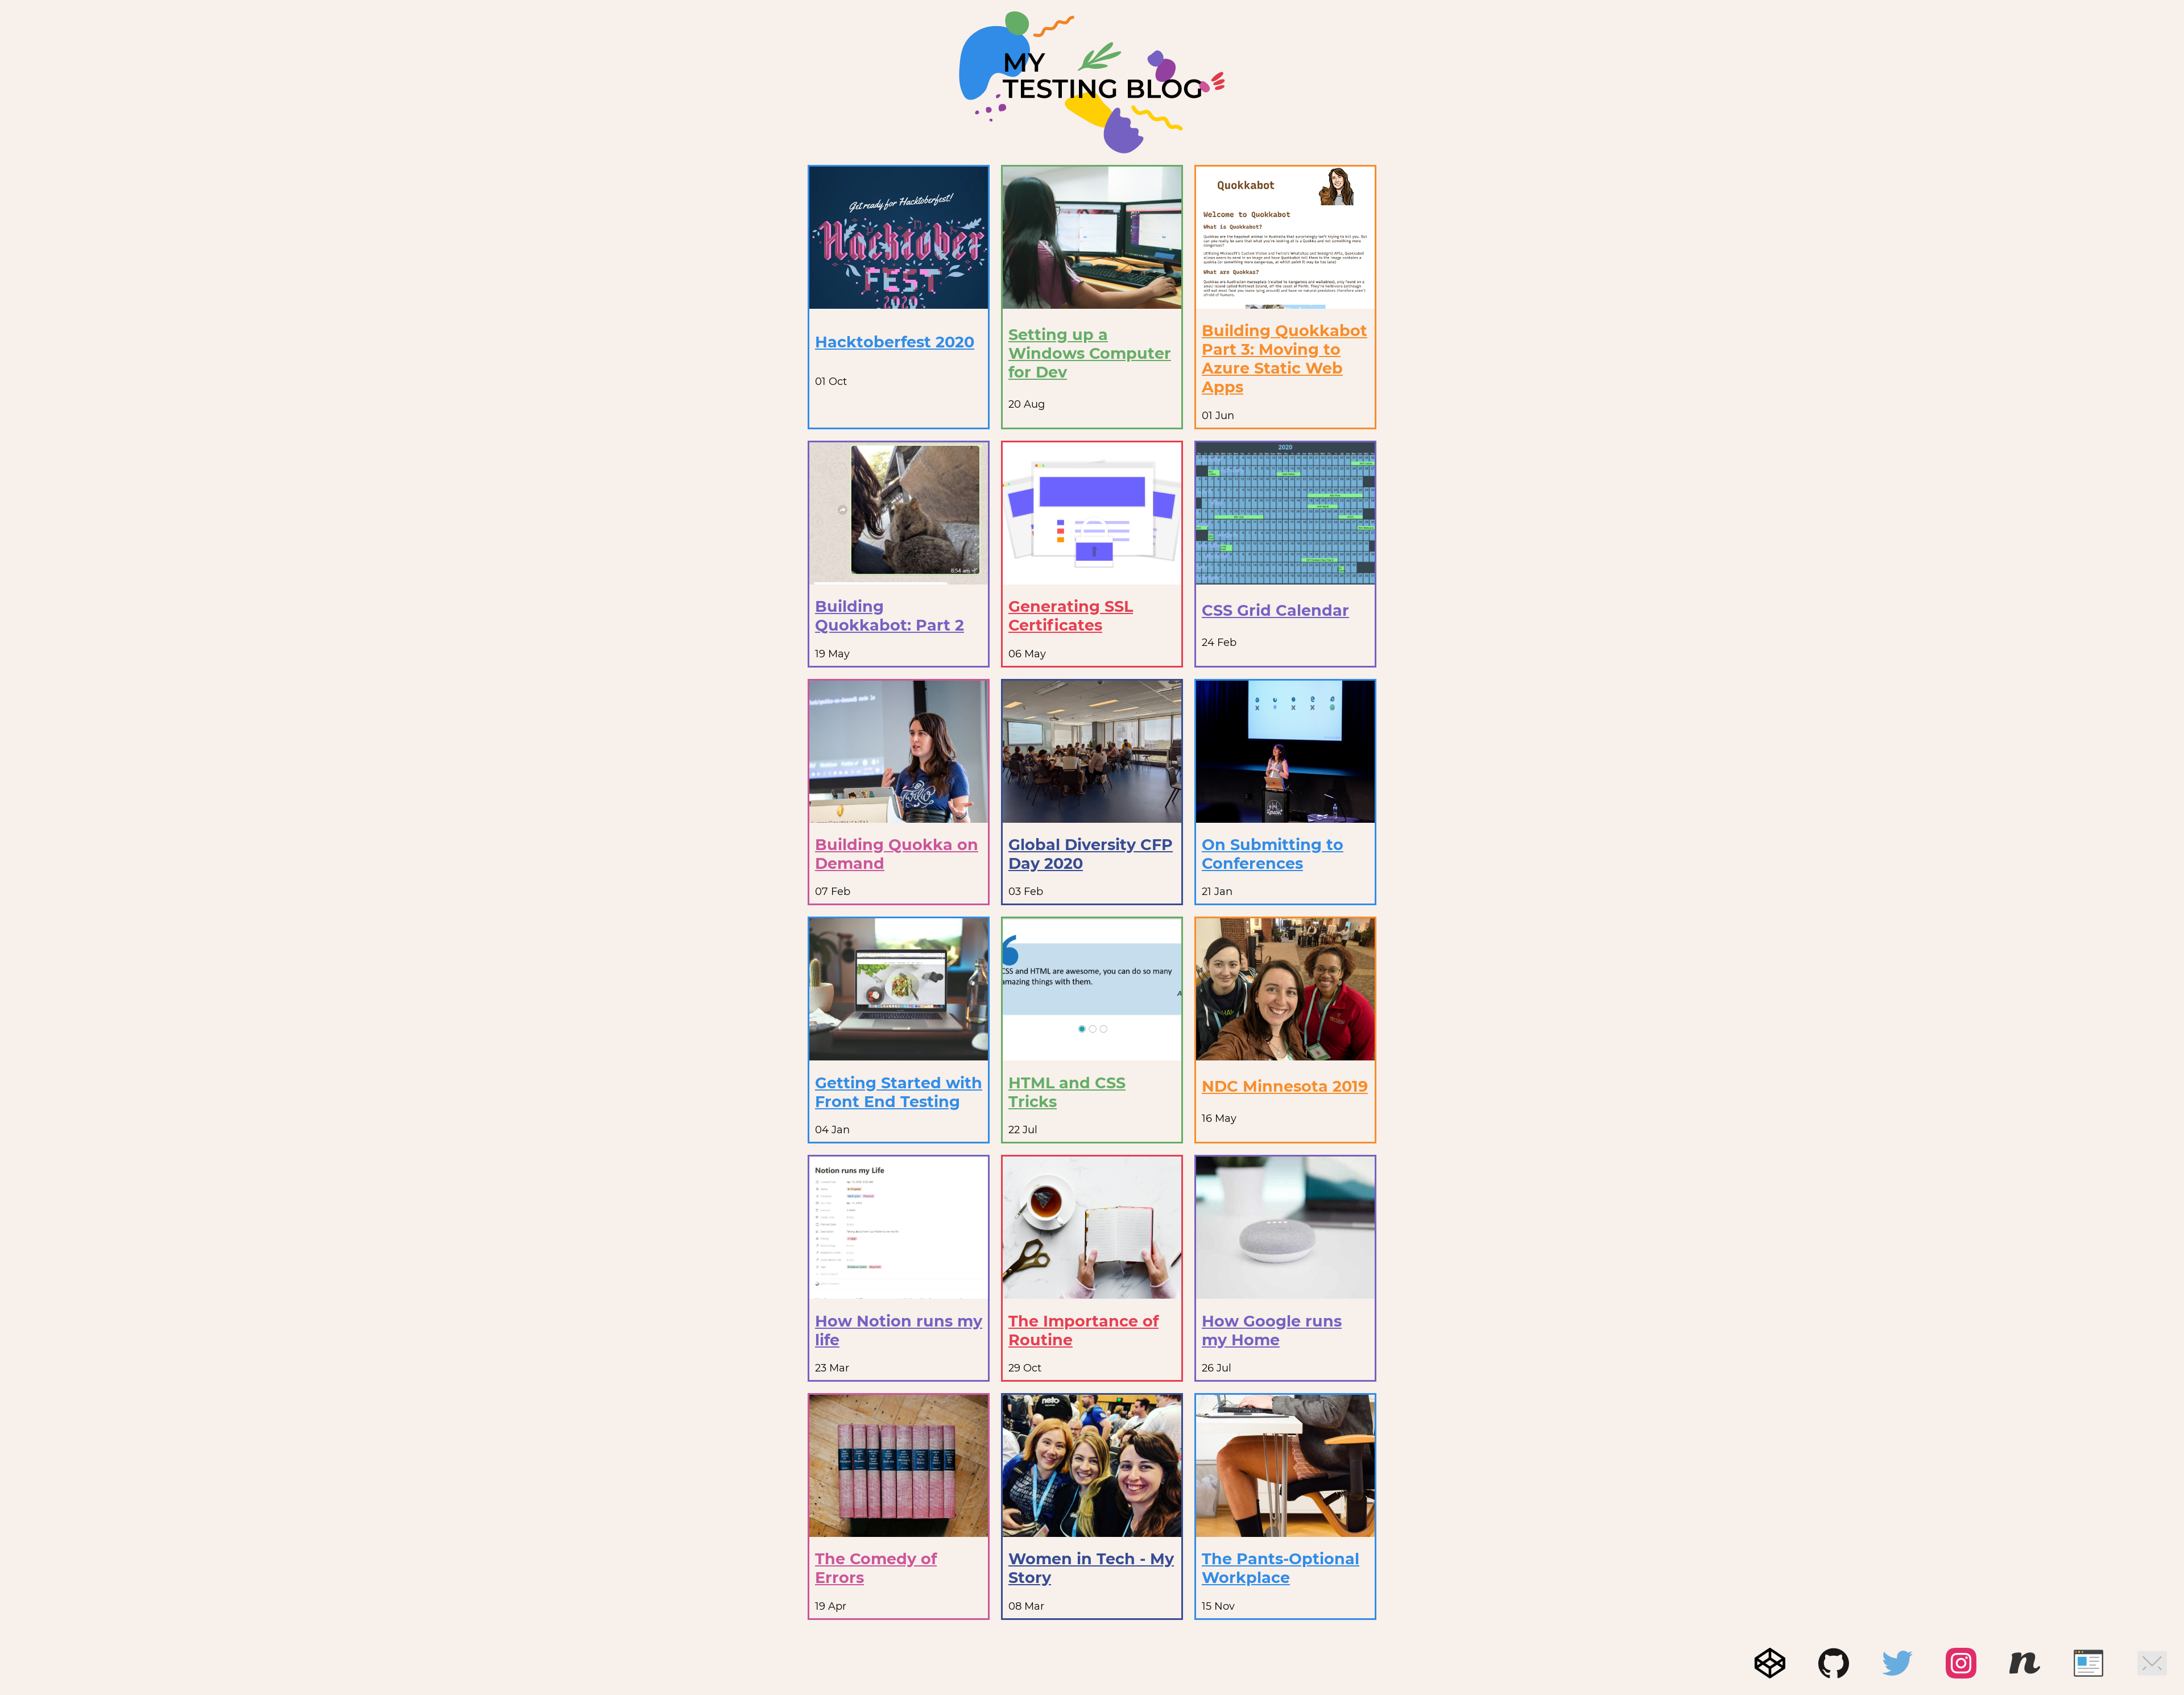 MY
TESTING BLOG
Get ready for Hacktoberfest!
Hacktober
FEST
2020
Quokkabot
Welcome to Quokkabot
What is Quokkabot?
What are Quokkas?
Hacktoberfest 2020
01 Oct
Setting up a
Windows Computer
for Dev
20 Aug
Building Quokkabot
Part 3: Moving to
Azure Static Web
Apps
01 Jun
8:54 am
2020
Building
Quokkabot: Part 2
19 May
Generating SSL
Certificates
06 May
CSS Grid Calendar
24 Feb
Building Quokka on
Demand
07 Feb
Global Diversity CFP
Day 2020
03 Feb
On Submitting to
Conferences
21 Jan
CSS and HTML are awesome, you can do so many
amazing things with them.
Getting Started with
Front End Testing
04 Jan
HTML and CSS
Tricks
22 Jul
NDC Minnesota 2019
16 May
Notion runs my Life
How Notion runs my
life
23 Mar
The Importance of
Routine
29 Oct
How Google runs
my Home
26 Jul
neto
The Comedy of
Errors
19 Apr
Women in Tech - My
Story
08 Mar
The Pants-Optional
Workplace
15 Nov